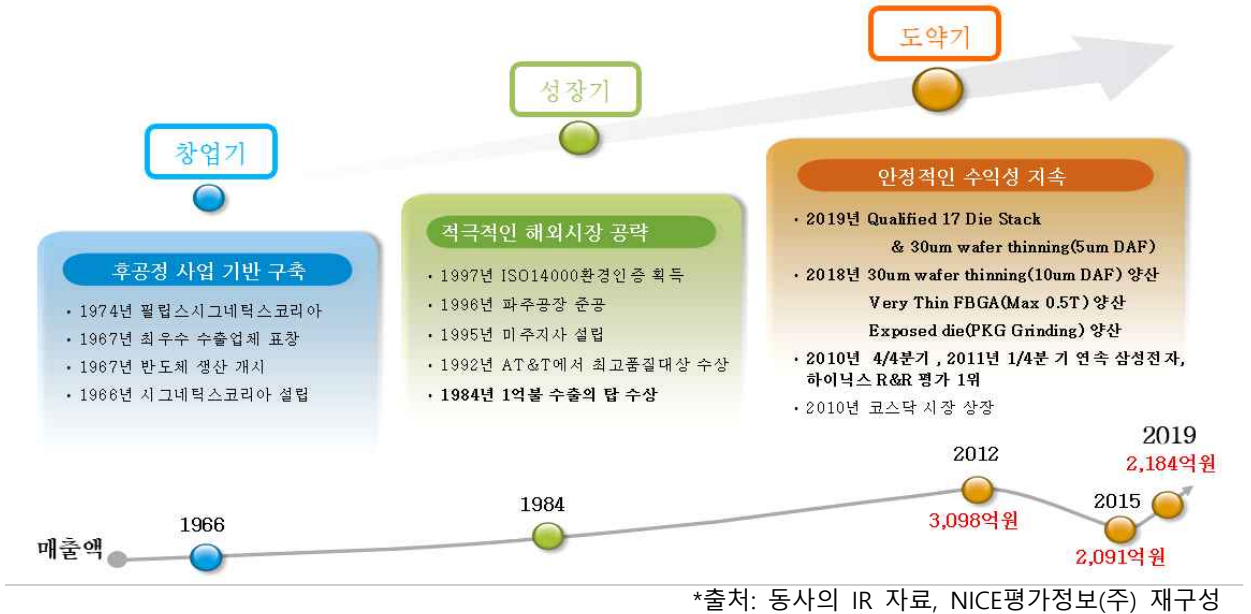 창업기
후공정 사업 기반 구축
· 1974년 필립스시그네틱스코리아
· 1967년 최우수 수출업체 표창
· 1967년 반도체 생산 개시
· 1966년 시그네틱스코리아 설립
성장기
적극적인 해외시장 공략
· 1997년 ISO14000환경인증 획득
· 1996년 파주공장 준공
· 1995년 미주지사 설립
· 1992년 AT&T에서 최고품질대상 수상
· 1984년 1억불 수출의 탑 수상
도약기
안정적인 수익성 지속
· 2019년 Qualified 17 Die Stack
& 30um wafer thinning(5um DAF)
· 2018년 30um wafer thinning(10um DAF) 양산
Very Thin FBGA(Max 0.5T) 양산
Exposed die(PKG Grinding) 양산
· 2010년 4/4분기 , 2011년 1/4분 기 연속 삼성전자,
하이닉스 R&R 평가 1위
· 2010년 코스닥 시장 상장
매출액
1966
1984
2012
3,098억원
2015
2,091억원
2019
2,184억원
*출처: 동사의 IR 자료, NICE평가정보(주) 재구성